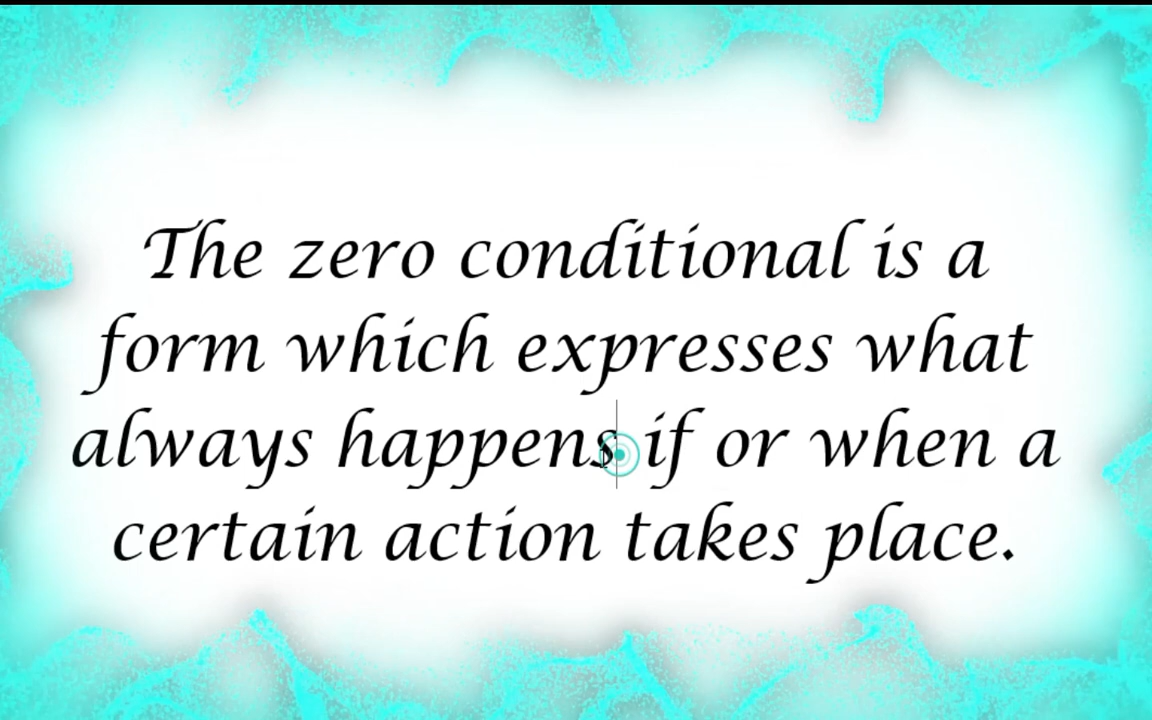 The zero conditional is a
form which expresses what
always happens if or when a
certain action takes place.